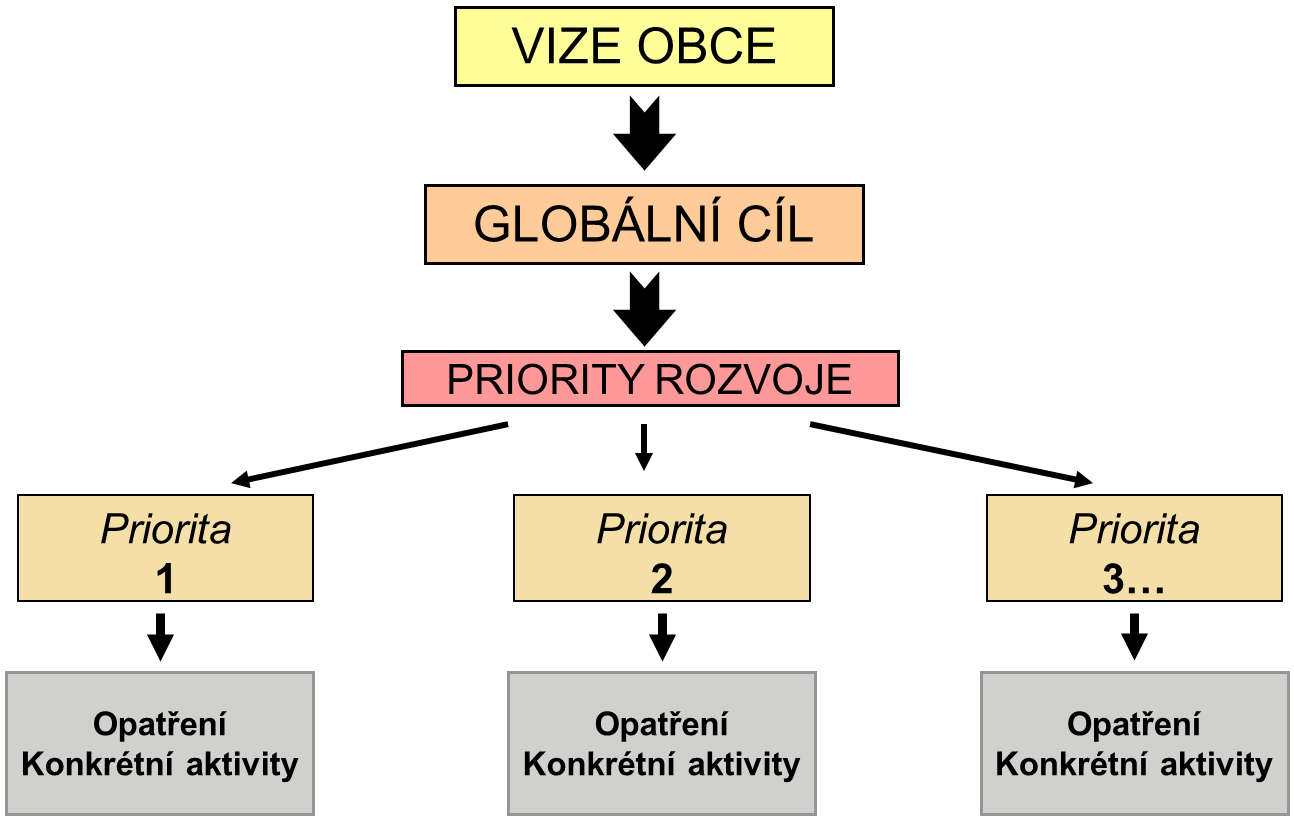 VIZE OBCE
GLOBÁLNÍ CÍL
PRIORITY ROZVOJE
Priorita
1
Priorita
2
Priorita
3…
Opatření
Konkrétní aktivity
Opatření
Konkrétní aktivity
Opatření
Konkrétní aktivity